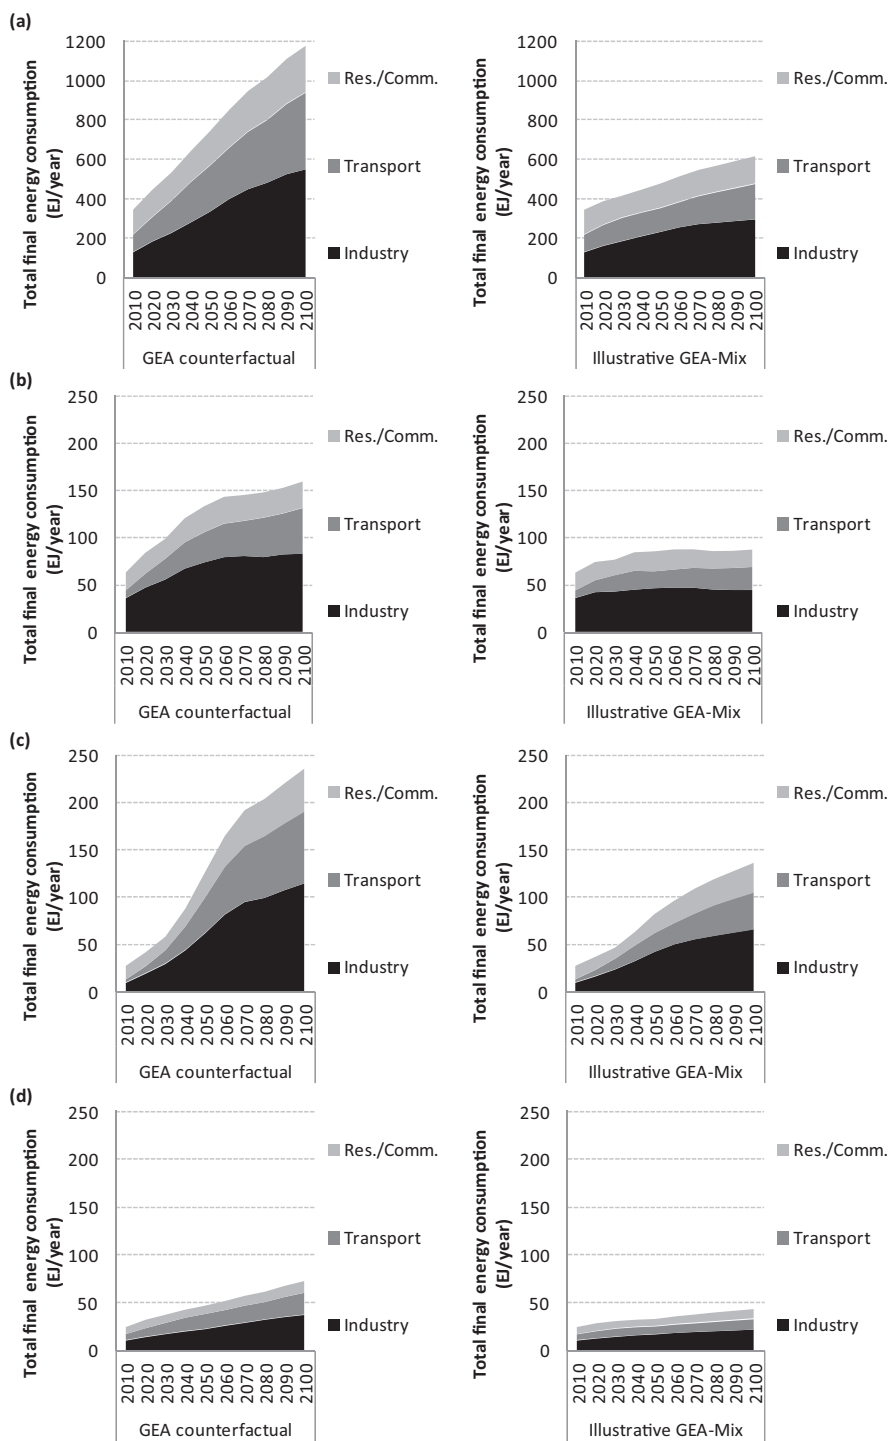 (a)
Total final energy consumption
(EJ/year)
1200
1000
800
600
400
200
0
2010
2020
2030
2040
2050
2060
2070
2080
2090
2100
GEA counterfactual
Res./Comm.
Transport
Industry
Total final energy consumption
(EJ/year)
1200
1000
800
600
400
200
0
2010
2020
2030
2040
2050
2060
2070
2080
2090
2100
Illustrative GEA-Mix
Res./Comm.
Transport
Industry
(b)
Total final energy consumption
(EJ/year)
250
200
150
100
50
0
2010
2020
2030
2040
2050
2060
2070
2080
2090
2100
GEA counterfactual
Res./Comm.
Transport
Industry
Total final energy consumption
(EJ/year)
250
200
150
100
50
0
2010
2020
2030
2040
2050
2060
2070
2080
2090
2100
Illustrative GEA-Mix
Res./Comm.
Transport
Industry
(c)
Total final energy consumption
(EJ/year)
250
200
150
100
50
0
2010
2020
2030
2040
2050
2060
2070
2080
2090
2100
GEA counterfactual
Res./Comm.
Transport
Industry
Total final energy consumption
(EJ/year)
250
200
150
100
50
0
2010
2020
2030
2040
2050
2060
2070
2080
2090
2100
Illustrative GEA-Mix
Res./Comm.
Transport
Industry
(d)
Total final energy consumption
(EJ/year)
250
200
150
100
50
0
2010
2020
2030
2040
2050
2060
2070
2080
2090
2100
GEA counterfactual
Res./Comm.
Transport
Industry
Total final energy consumption
(EJ/year)
250
200
150
100
50
0
2010
2020
2030
2040
2050
2060
2070
2080
2090
2100
Illustrative GEA-Mix
Res./Comm.
Transport
Industry